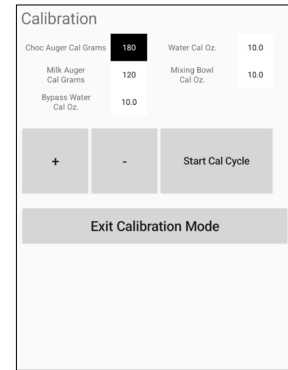 Calibration
Choc Auger Cal Grams 180 Water Cal Oz. 10.0
Milk Auger
Cal Grams
120
Mixing Bowl
Cal Oz.
10.0
Bypass Water
Cal Oz.
10.0
+ - Start Cal Cycle
Exit Calibration Mode